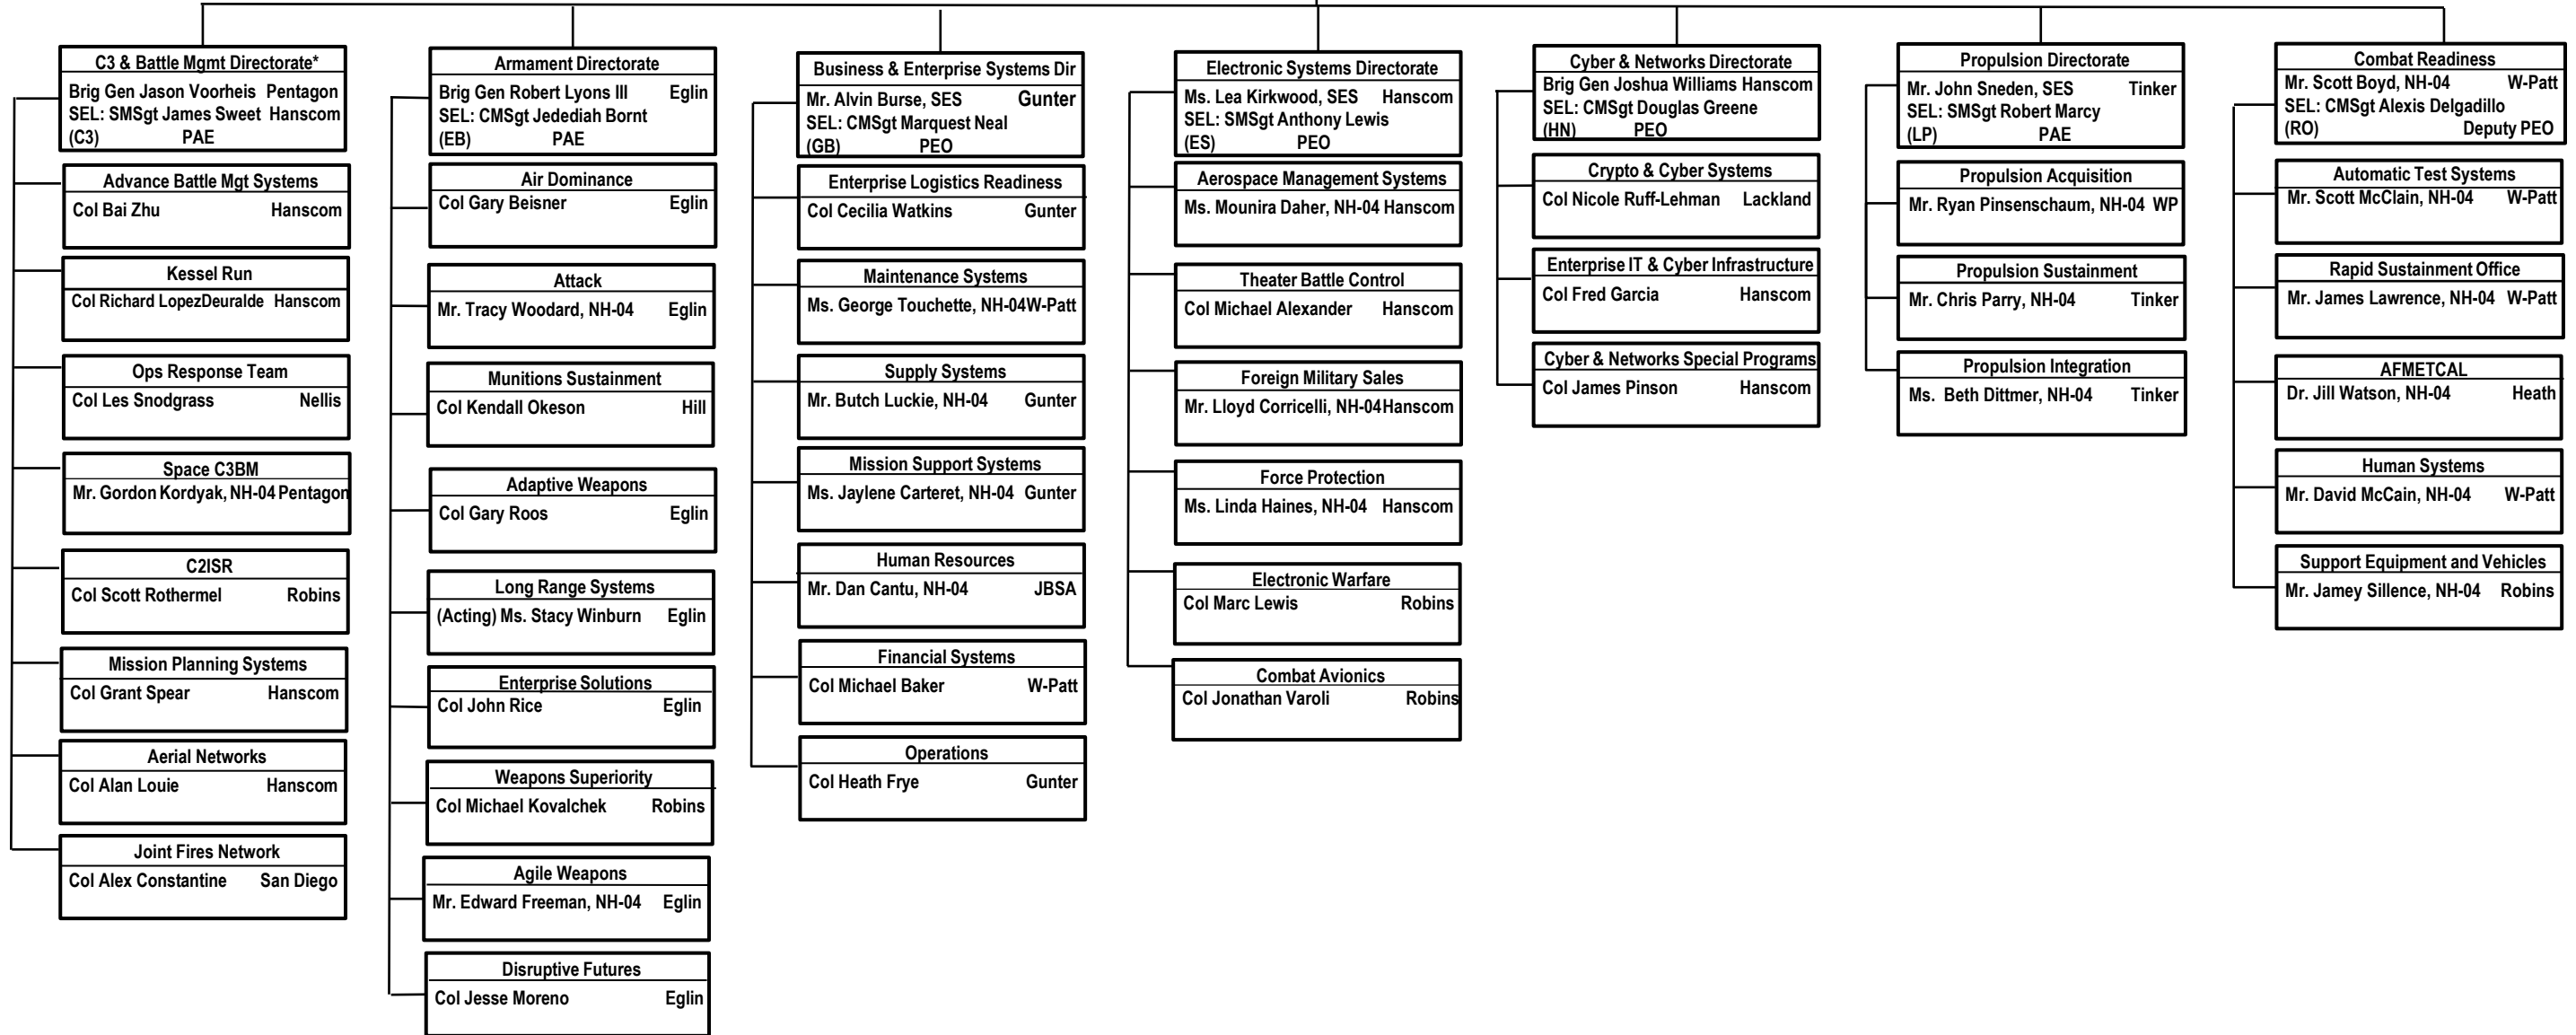 C3 & Battle Mgmt Directorate*
Brig Gen Jason Voorheis Pentagon
SEL: SMSgt James Sweet Hanscom
(C3) PAE
Advance Battle Mgt Systems
Col Bai Zhu Hanscom
Kessel Run
Col Richard LopezDeuralde Hanscom
Ops Response Team
Col Les Snodgrass Nellis
Space C3BM
Mr. Gordon Kordyak, NH-04 Pentagon
C2ISR
Col Scott Rothermel Robins
Mission Planning Systems
Col Grant Spear Hanscom
Aerial Networks
Col Alan Louie Hanscom
Joint Fires Network
Col Alex Constantine San Diego
Armament Directorate
Brig Gen Robert Lyons III Eglin
SEL: CMSgt Jedediah Bornt
(EB) PAE
Air Dominance
Col Gary Beisner Eglin
Attack
Mr. Tracy Woodard, NH-04 Eglin
Munitions Sustainment
Col Kendall Okeson Hill
Adaptive Weapons
Col Gary Roos Eglin
Long Range Systems
(Acting) Ms. Stacy Winburn Eglin
Enterprise Solutions
Col John Rice Eglin
Weapons Superiority
Col Michael Kovalchek Robins
Agile Weapons
Mr. Edward Freeman, NH-04 Eglin
Disruptive Futures
Col Jesse Moreno Eglin
Business & Enterprise Systems Dir
Mr. Alvin Burse, SES Gunter
SEL: CMSgt Marquest Neal
(GB) PEO
Enterprise Logistics Readiness
Col Cecilia Watkins Gunter
Maintenance Systems
Ms. George Touchette, NH-04W-Patt
Supply Systems
Mr. Butch Luckie, NH-04 Gunter
Mission Support Systems
Ms. Jaylene Carteret, NH-04 Gunter
Human Resources
Mr. Dan Cantu, NH-04 JBSA
Financial Systems
Col Michael Baker W-Patt
Operations
Col Heath Frye Gunter
Electronic Systems Directorate
Ms. Lea Kirkwood, SES Hanscom
SEL: SMSgt Anthony Lewis
(ES) PEO
Aerospace Management Systems
Ms. Mounira Daher, NH-04 Hanscom
Theater Battle Control
Col Michael Alexander Hanscom
Foreign Military Sales
Mr. Lloyd Corricelli, NH-04Hanscom
Force Protection
Ms. Linda Haines, NH-04 Hanscom
Electronic Warfare
Col Marc Lewis Robins
Combat Avionics
Col Jonathan Varoli Robins
Cyber & Networks Directorate
Brig Gen Joshua Williams Hanscom
SEL: CMSgt Douglas Greene
(HN) PEO
Crypto & Cyber Systems
Col Nicole Ruff-Lehman Lackland
Enterprise IT & Cyber Infrastructure
Col Fred Garcia Hanscom
Cyber & Networks Special Programs
Col James Pinson Hanscom
Propulsion Directorate
Mr. John Sneden, SES Tinker
SEL: SMSgt Robert Marcy
(LP) PAE
Propulsion Acquisition
Mr. Ryan Pinsenschaum, NH-04 WP
Propulsion Sustainment
Mr. Chris Parry, NH-04 Tinker
Propulsion Integration
Ms. Beth Dittmer, NH-04 Tinker
Combat Readiness
Mr. Scott Boyd, NH-04 W-Patt
SEL: CMSgt Alexis Delgadillo
(RO) Deputy PEO
Automatic Test Systems
Mr. Scott McClain, NH-04 W-Patt
Rapid Sustainment Office
Mr. James Lawrence, NH-04 W-Patt
AFMETCAL
Dr. Jill Watson, NH-04 Heath
Human Systems
Mr. David McCain, NH-04 W-Patt
Support Equipment and Vehicles
Mr. Jamey Sillence, NH-04 Robins